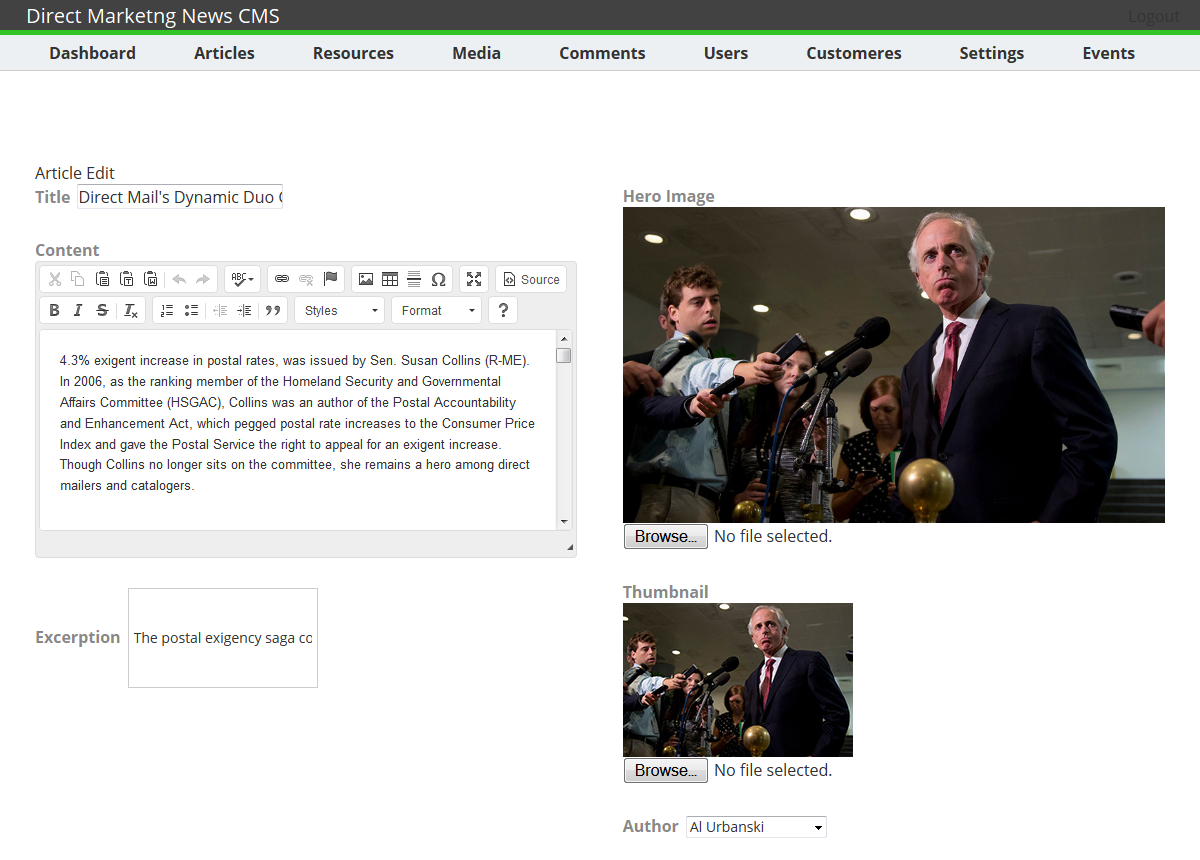 Direct Marketng News CMS
Logout
Dashboard Articles Resources Media Comments Users Customeres Settings Events
Article Edit
Title Direct Mail's Dynamic Duo
Content
ABC
Source
B I S Tx
Styles Format ?
4.3% exigent increase in postal rates, was issued by Sen. Susan Collins (R-ME).
In 2006, as the ranking member of the Homeland Security and Governmental
Affairs Committee (HSGAC), Collins was an author of the Postal Accountability
and Enhancement Act, which pegged postal rate increases to the Consumer Price
Index and gave the Postal Service the right to appeal for an exigent increase.
Though Collins no longer sits on the committee, she remains a hero among direct
mailers and catalogers.
Excerption The postal exigency saga co
Hero Image
Browse... No file selected.
Thumbnail
Browse... No file selected.
Author Al Urbanski